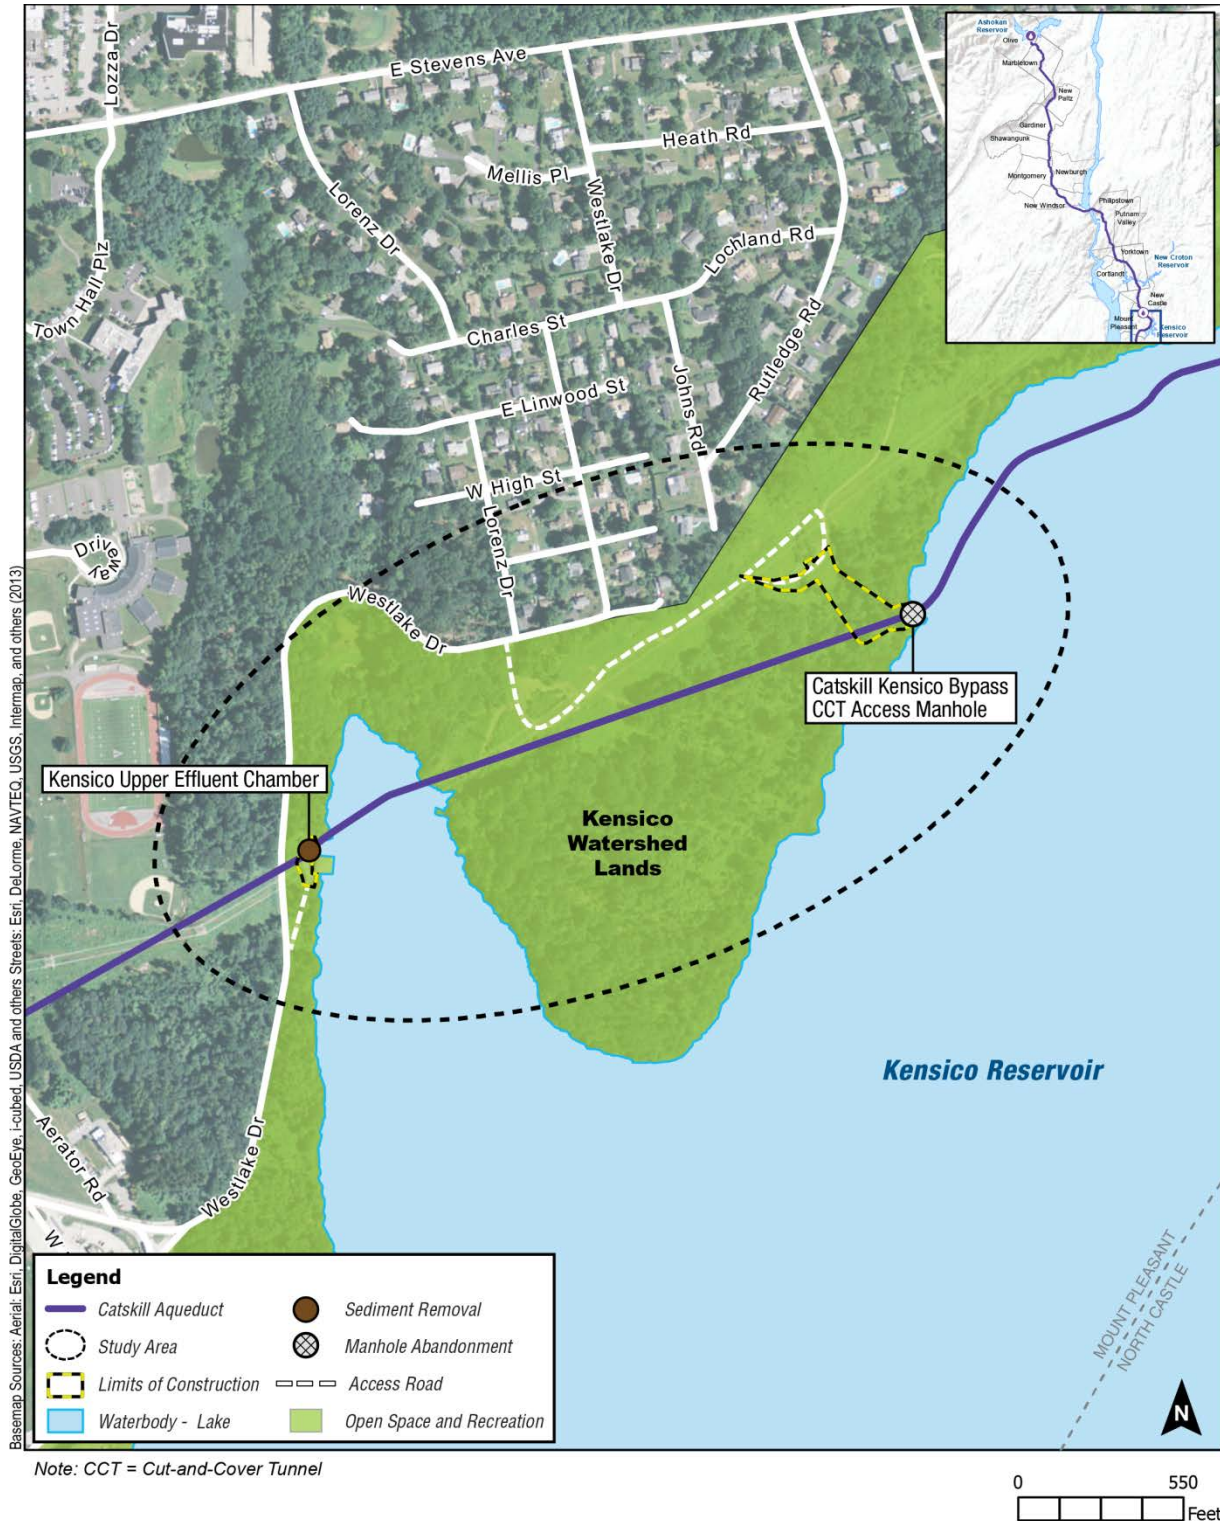 Lozza Dr
E Stevens Ave
Heath Rd
Mellis Pl
Westlake Dr
Lorenz Dr
Lochland Rd
Town Hall Plz
Charles St
Rutledge Rd
Johns Rd
E Linwood St
W High St
Lorenz Dr
Driveway
Westlake Dr
Catskill Kensico Bypass
CCT Access Manhole
Kensico Upper Effluent Chamber
Kensico
Watershed
Lands
Kensico Reservoir
Aerator Rd
Westlake Dr
W
MOUNT PLEASANT
NORTH CASTLE
Ashokan
Reservoir
Olive
Marbletown
New
Paltz
Gardiner
Shawangunk
Montgomery
Newburgh
New Windsor
Philipstown
Putnam
Valley
Yorktown
New Croton
Reservoir
Cortlandt
New
Castle
Mount
Pleasant
Kensico
Reservoir
Legend
Catskill Aqueduct
Sediment Removal
Study Area
Manhole Abandonment
Limits of Construction
Access Road
Waterbody - Lake
Open Space and Recreation
N
Basemap Sources: Aerial: Esri, DigitalGlobe, GeoEye, i-cubed, USDA and others Streets: Esri, DeLorme, NAVTEQ, USGS, Intermap, and others (2013)
Note: CCT = Cut-and-Cover Tunnel
0 550
Feet